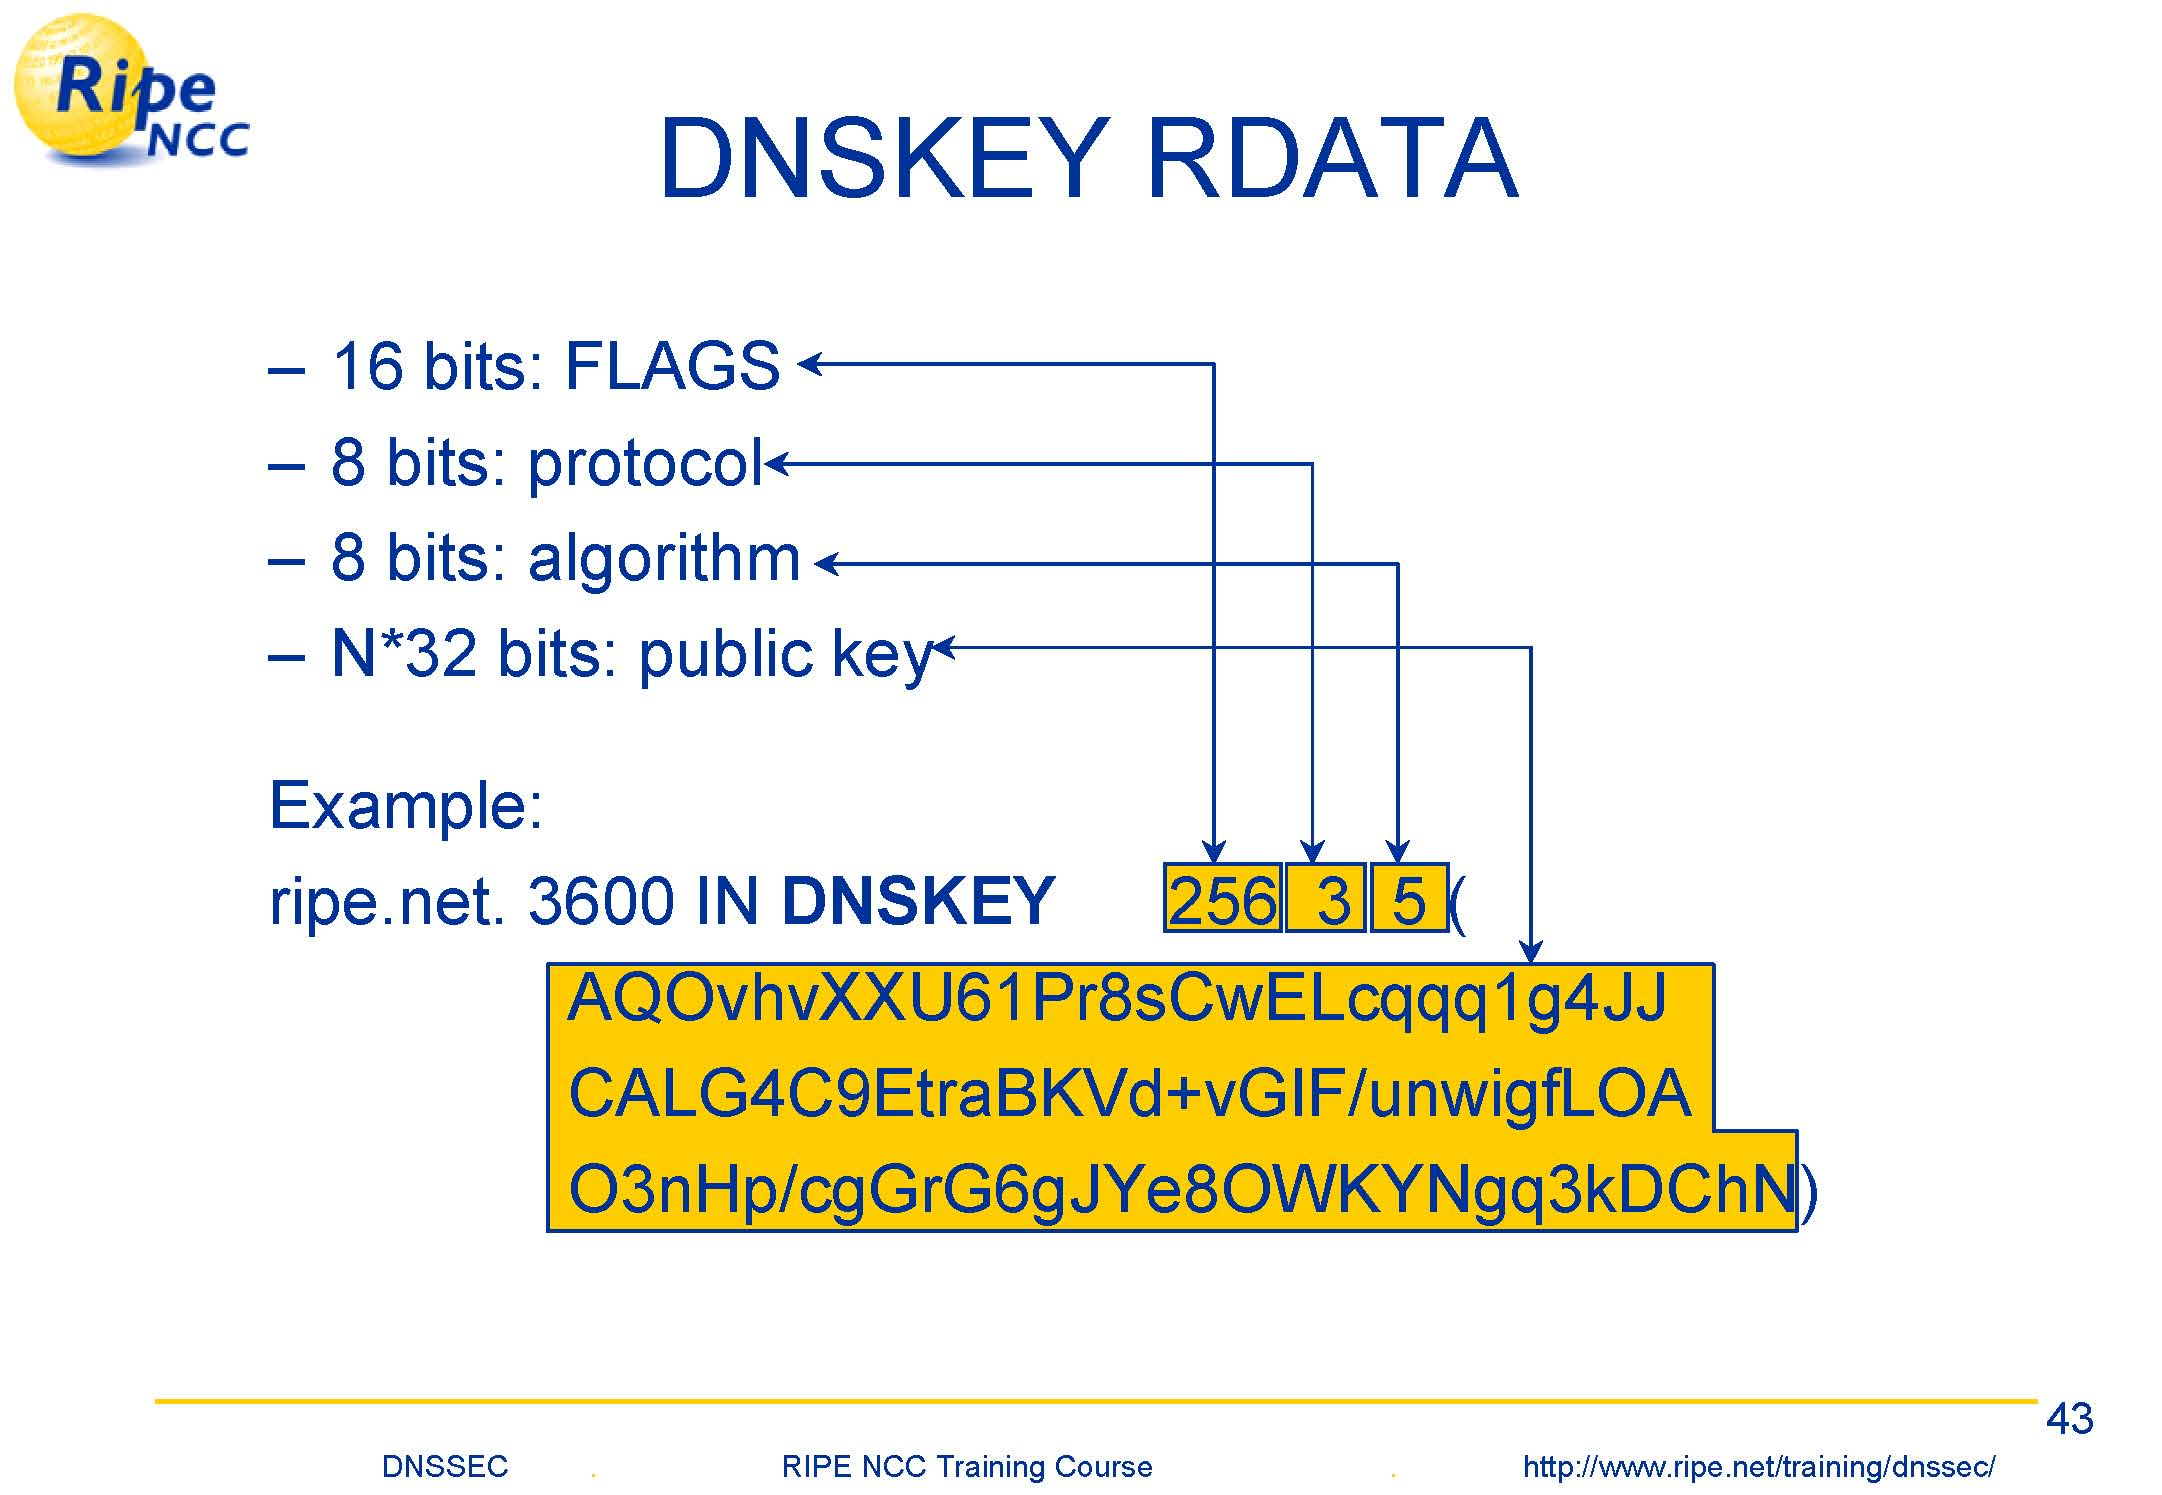 Ripe
NCC
DNSKEY RDATA
– 16 bits: FLAGS
– 8 bits: protocol
– 8 bits: algorithm
– N*32 bits: public key
Example:
ripe.net. 3600 IN DNSKEY 256 3 5 (
AQOvhvXXU61Pr8sCwELcqqq1g4JJ
CALG4C9EtraBKVd+vGIF/unwigfLOA
O3nHp/cgGrG6gJYe8OWKYNgq3kDChN)
43
DNSSEC . RIPE NCC Training Course . http://www.ripe.net/training/dnssec/